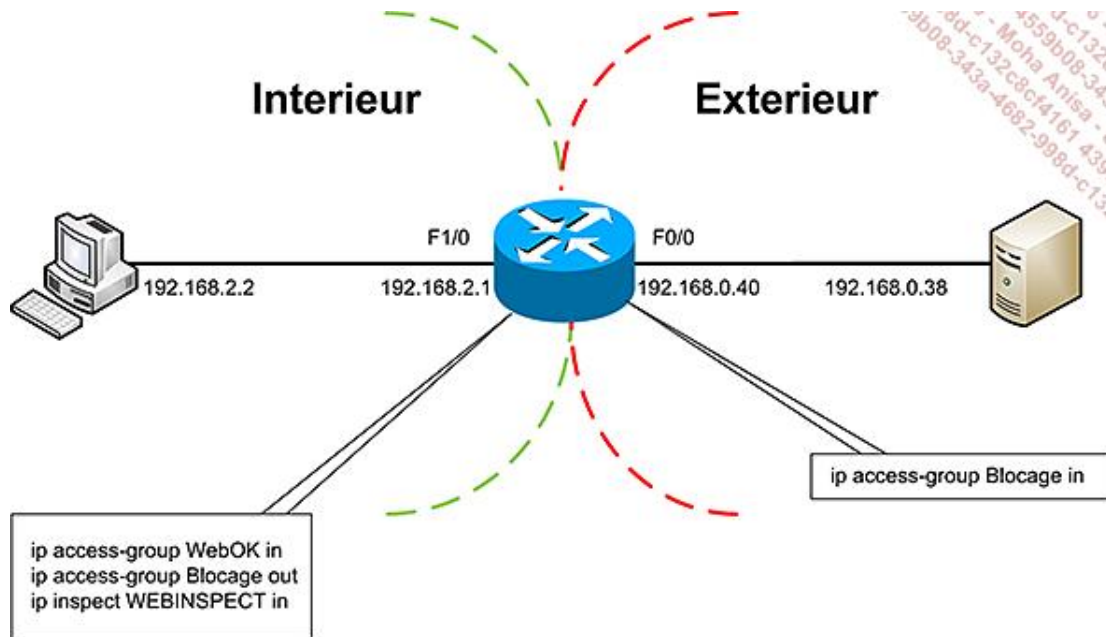 Interieur
Exterieur
F1/0
F0/0
192.168.2.2
192.168.2.1
192.168.0.40
192.168.0.38
ip access-group Blocage in
ip access-group WebOK in
ip access-group Blocage out
ip inspect WEBINSPECT in
- Moha Anisa -